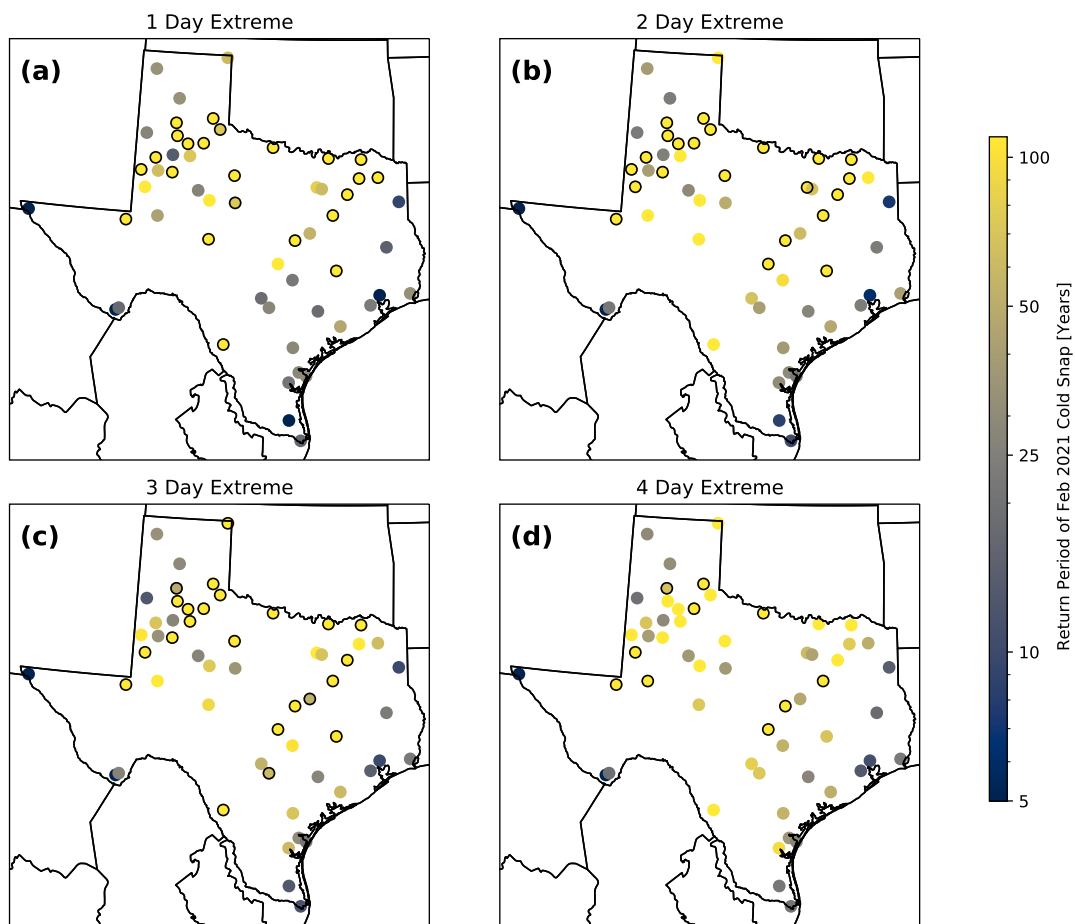 1 Day Extreme
2 Day Extreme
(a)
(b)
3 Day Extreme
4 Day Extreme
(c)
(d)
100
50
25
10
5
Return Period of Feb 2021 Cold Snap [Years]